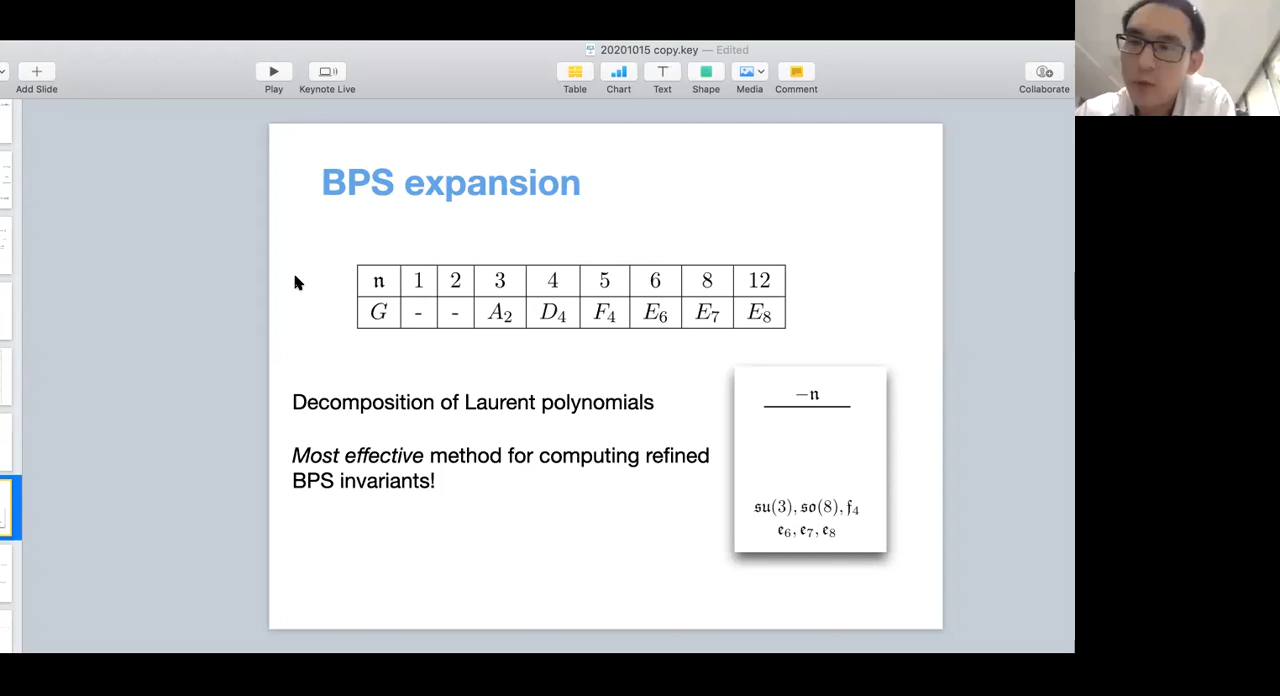 20201015 copy.key — Edited
Add Slide
Play
Keynote Live
Table
Chart
Text
Shape
Media
Comment
Collaborate
BPS expansion
𝔫 1 2 3 4 5 6 8 12
G - - A₂ D₄ F₄ E₆ E₇ E₈
Decomposition of Laurent polynomials
Most effective method for computing refined
BPS invariants!
−𝔫
𝔰𝔲(3), 𝔰𝔬(8), 𝔣₄
𝔢₆, 𝔢₇, 𝔢₈